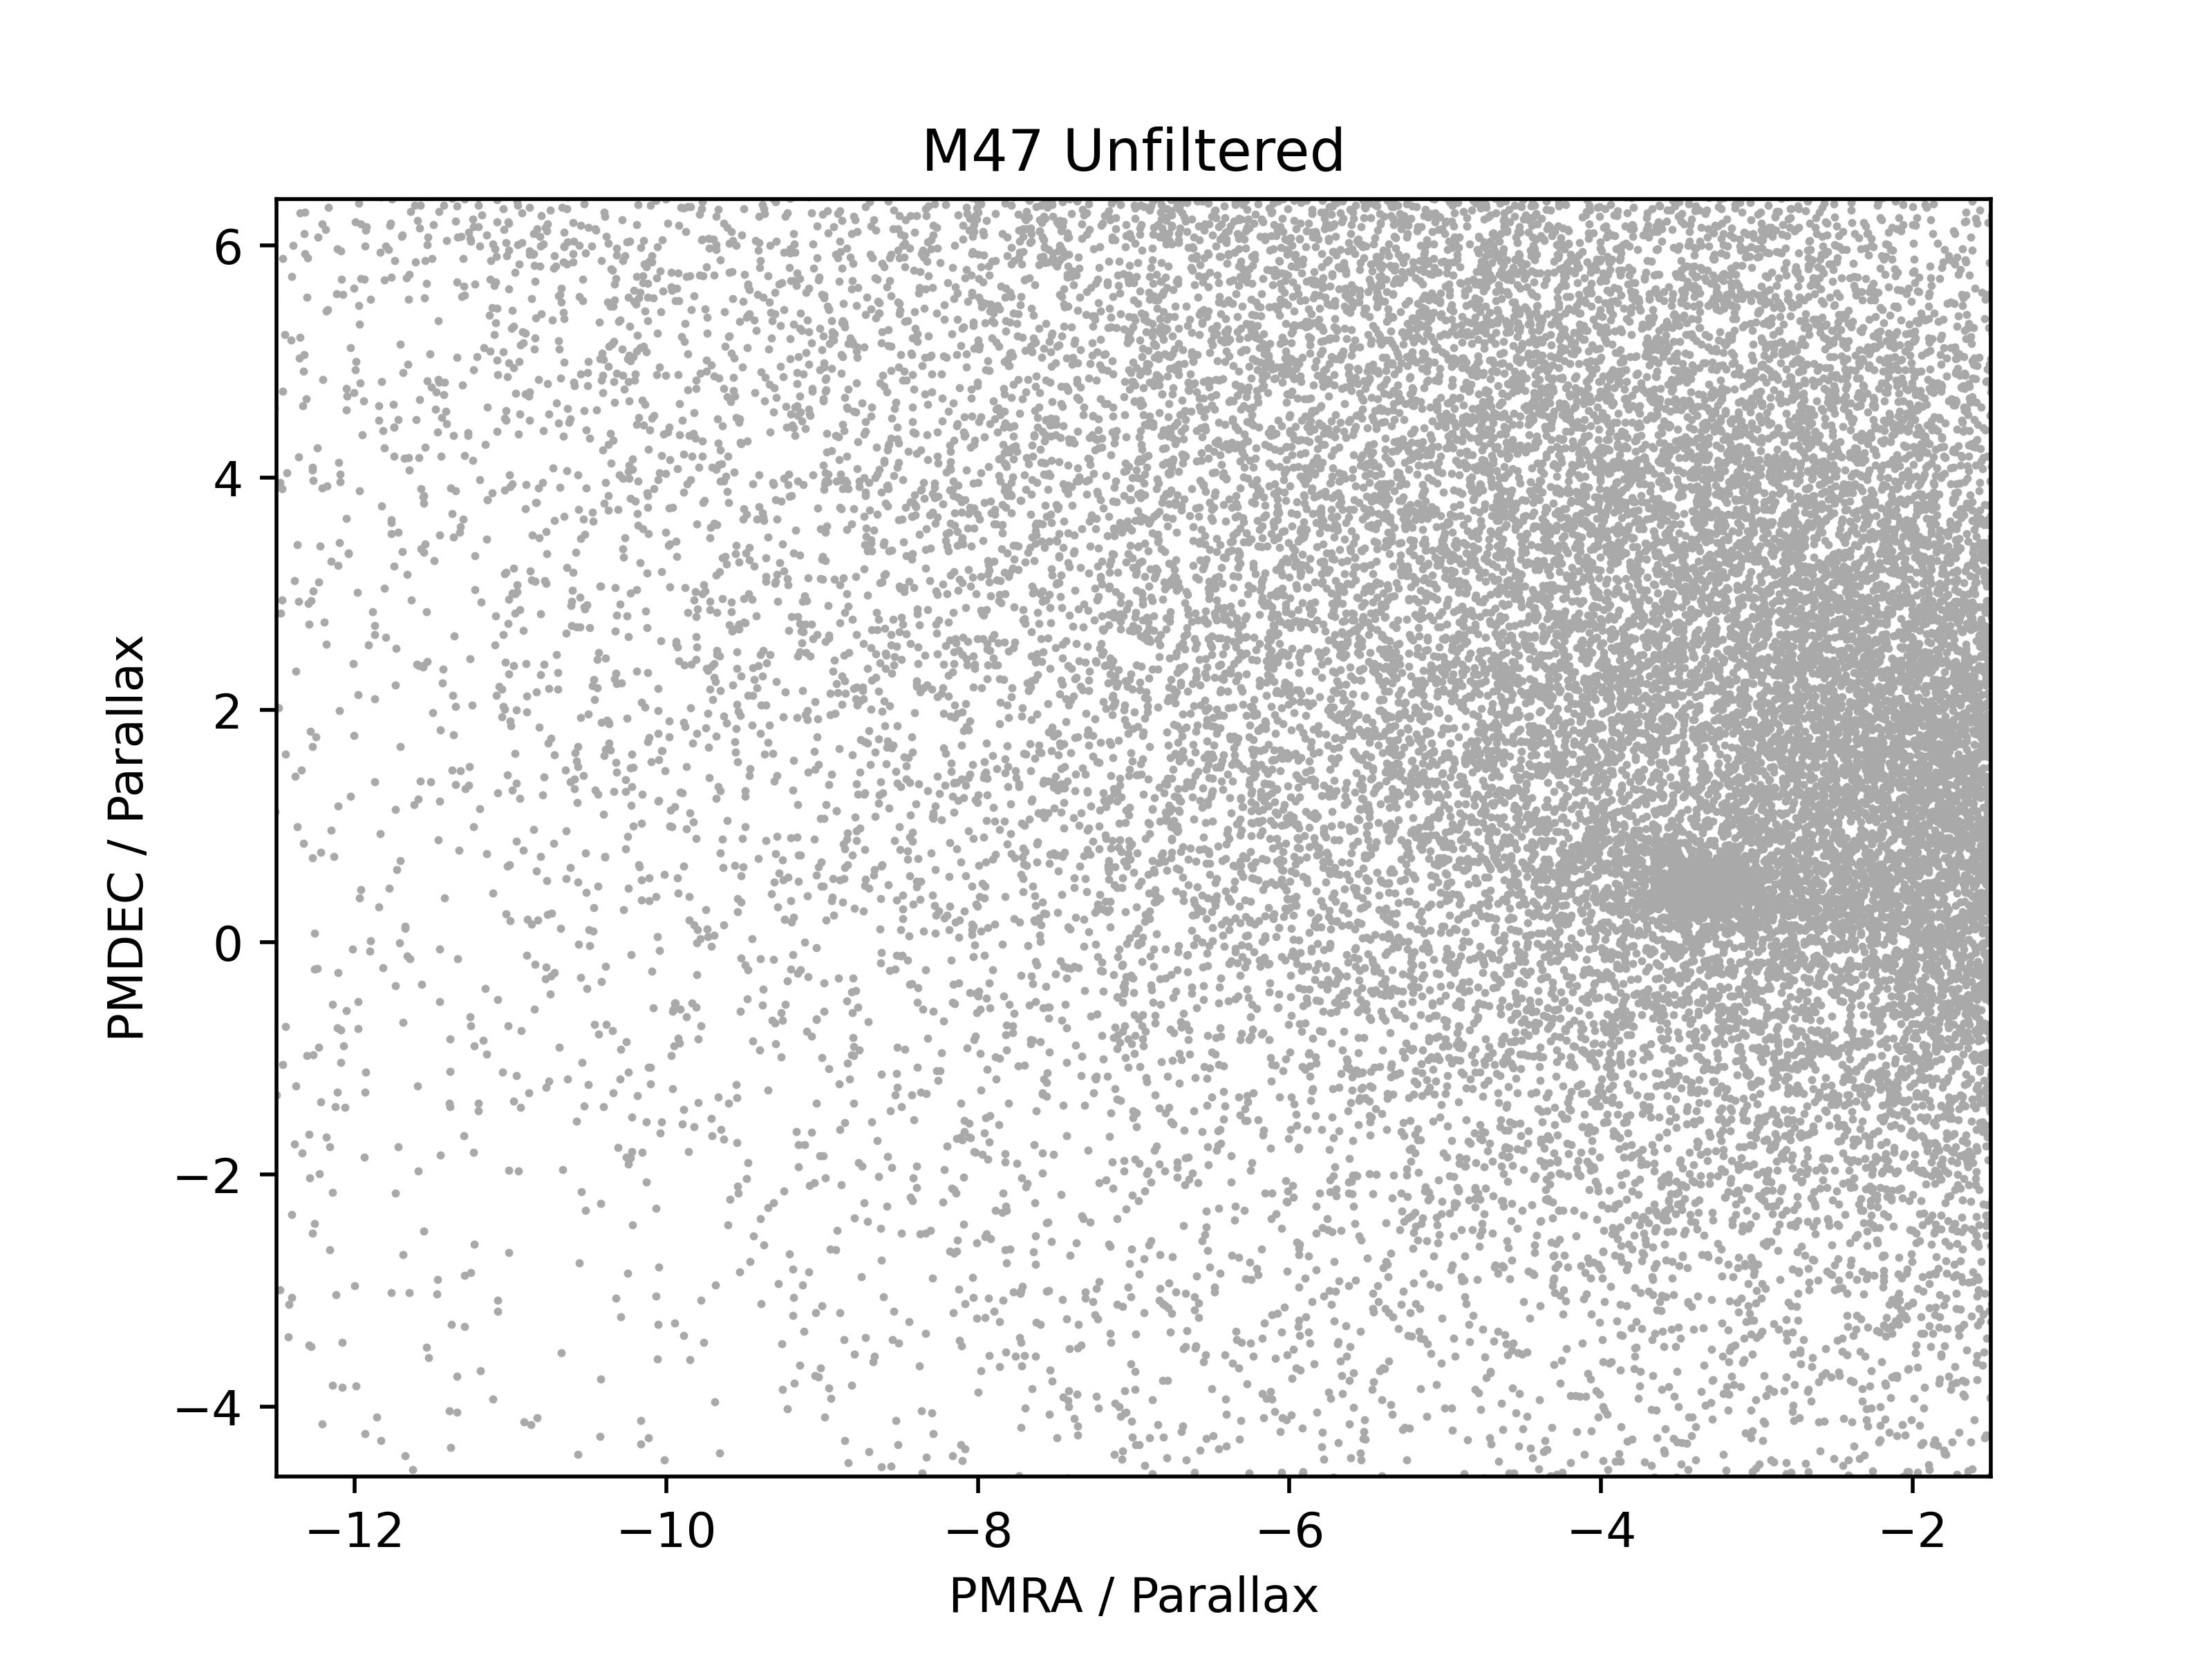 M47 Unfiltered
6
4
2
0
−2
−4
PMDEC / Parallax
−12 −10 −8 −6 −4 −2
PMRA / Parallax